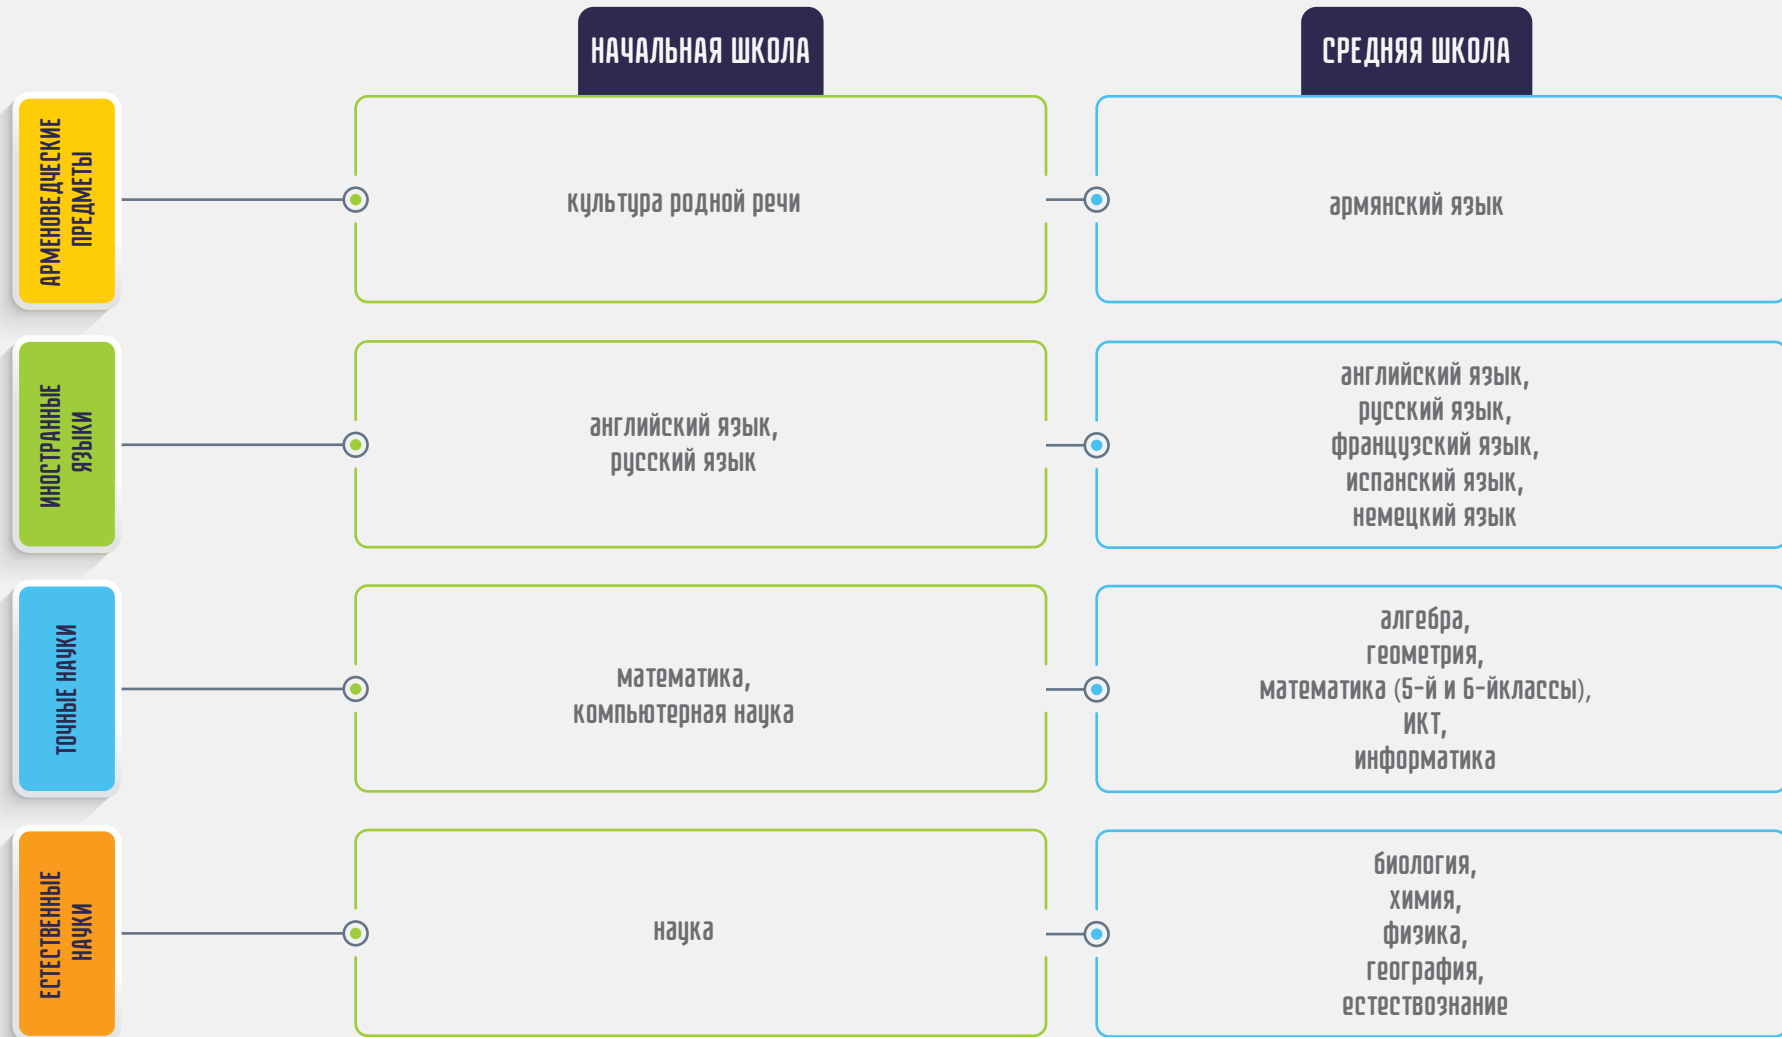 НАЧАЛЬНАЯ ШКОЛА
СРЕДНЯЯ ШКОЛА
АРМЕНОВЕДЧЕСКИЕ
ПРЕДМЕТЫ
культура родной речи
армянский язык
ИНОСТРАННЫЕ
ЯЗЫКИ
английский язык,
русский язык
английский язык,
русский язык,
французский язык,
испанский язык,
немецкий язык
ТОЧНЫЕ НАУКИ
математика,
компьютерная наука
алгебра,
геометрия,
математика (5-й и 6-йклассы),
ИКТ,
информатика
ЕСТЕСТВЕННЫЕ
НАУКИ
наука
биология,
химия,
физика,
география,
естествознание